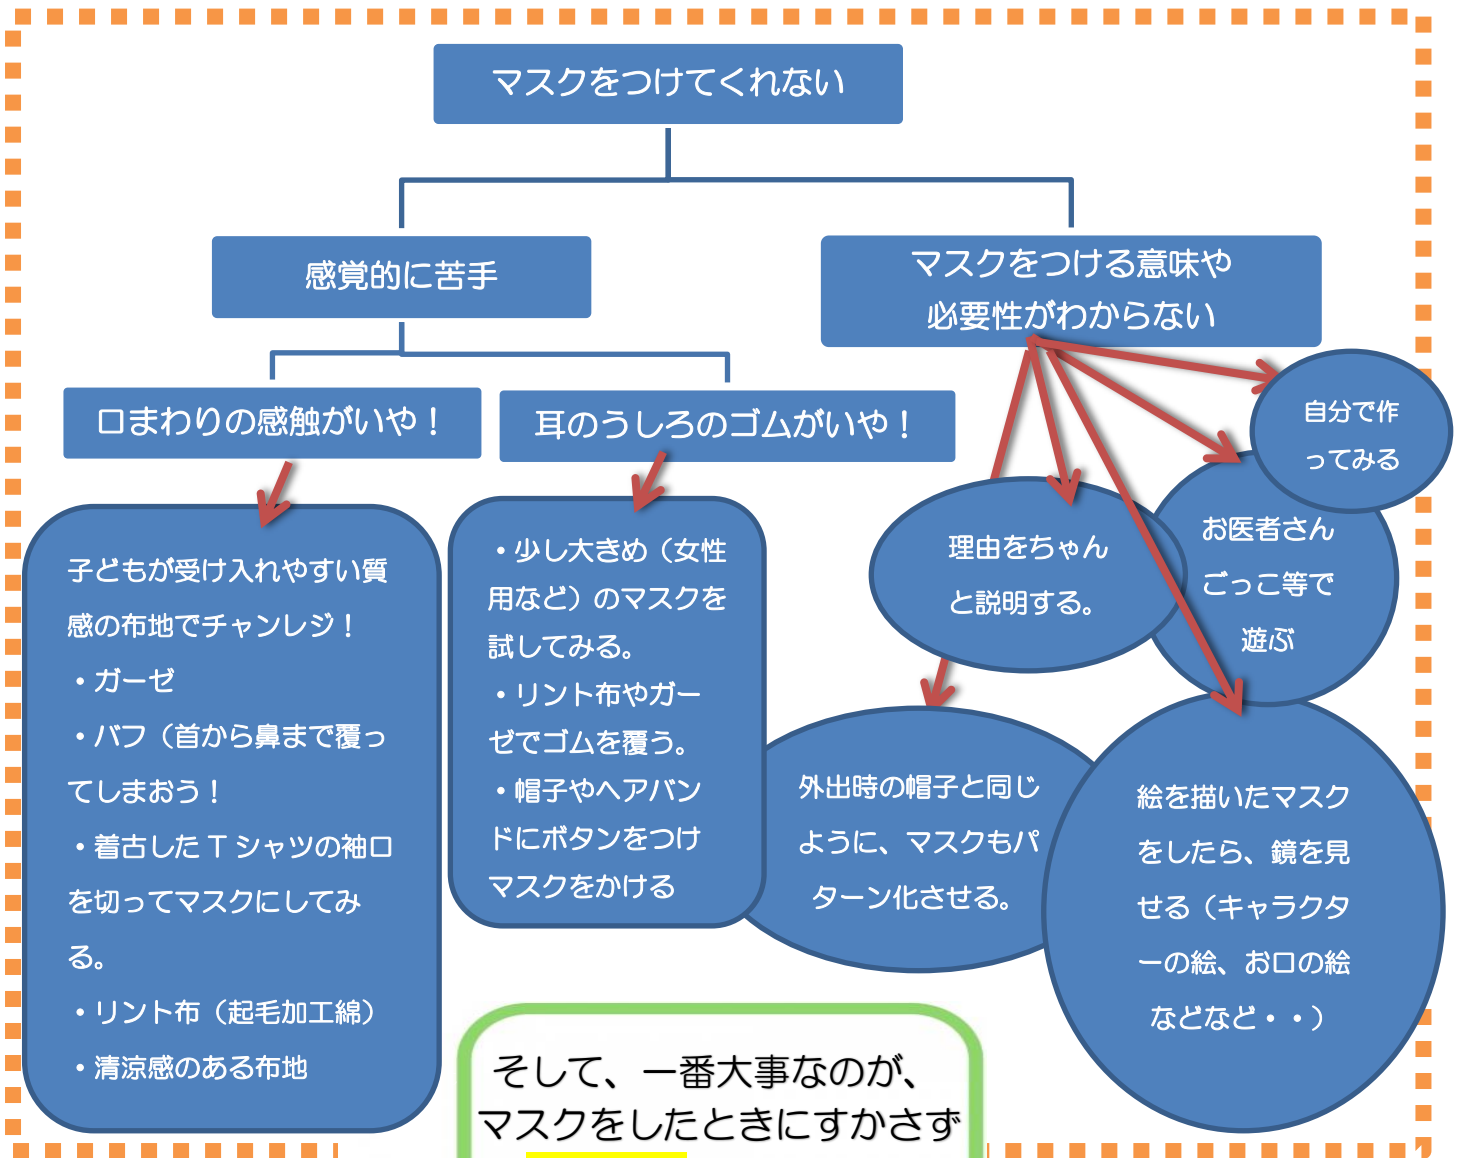 マスクをつけてくれない
感覚的に苦手
マスクをつける意味や
必要性がわからない
口まわりの感触がいや！
耳のうしろのゴムがいや！
子どもが受け入れやすい質
感の布地でチャンレジ！
・ガーゼ
・バフ（首から鼻まで覆っ
てしまおう！
・着古したTシャツの袖口
を切ってマスクにしてみ
る。
・リント布（起毛加工綿）
・清涼感のある布地
・少し大きめ（女性
用など）のマスクを
試してみる。
・リント布やガー
ゼでゴムを覆う。
・帽子やヘアバン
ドにボタンをつけ
マスクをかける
自分で作
ってみる
お医者さん
ごっこ等で
遊ぶ
理由をちゃん
と説明する。
外出時の帽子と同じ
ように、マスクもパ
ターン化させる。
絵を描いたマスク
をしたら、鏡を見
せる（キャラクタ
ーの絵、お口の絵
などなど・・）
そして、一番大事なのが、
マスクをしたときにすかさず